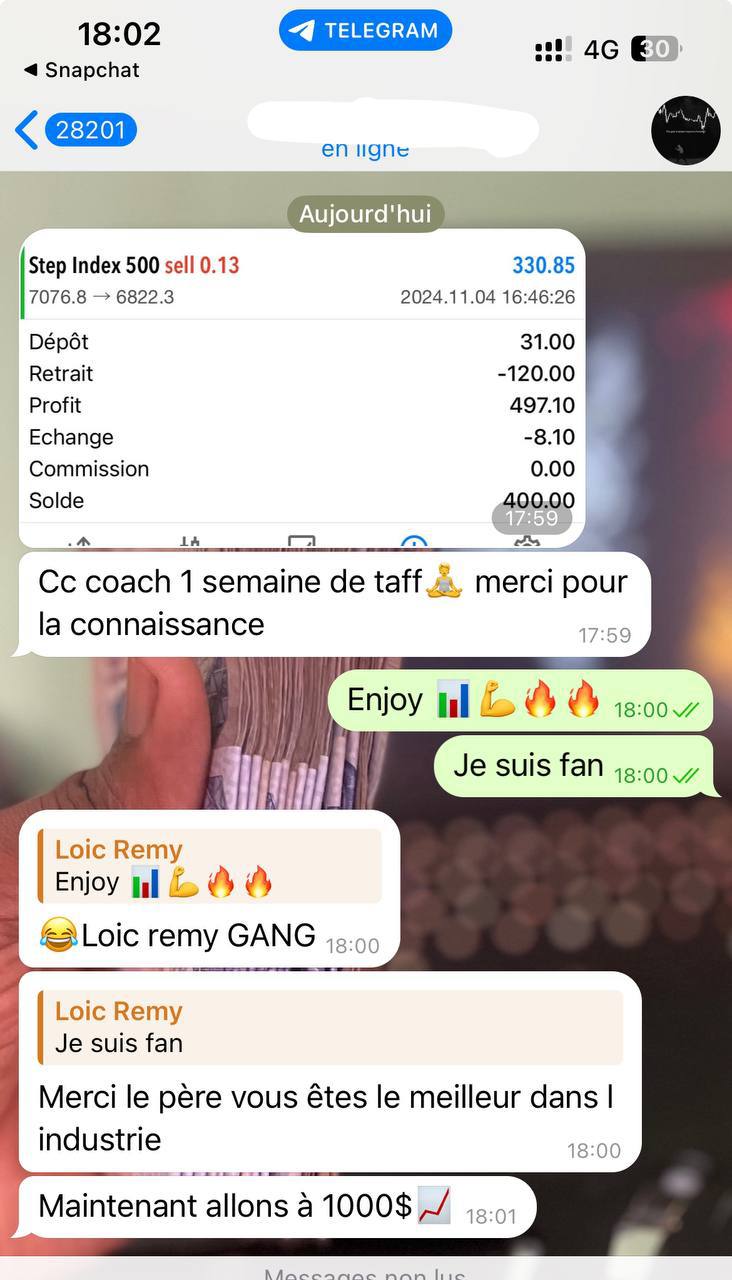 18:02
TELEGRAM
4G 30
◀ Snapchat
28201
en ligne
Aujourd'hui
Step Index 500 sell 0.13 330.85
7076.8 → 6822.3 2024.11.04 16:46:26
Dépôt 31.00
Retrait -120.00
Profit 497.10
Echange -8.10
Commission 0.00
Solde 400.00
17:59
Cc coach 1 semaine de taff🧘 merci pour
la connaissance 17:59
Enjoy 📊💪🔥🔥 18:00
Je suis fan 18:00
Loic Remy
Enjoy 📊💪🔥🔥
😂Loic remy GANG 18:00
Loic Remy
Je suis fan
Merci le père vous êtes le meilleur dans l
industrie 18:00
Maintenant allons à 1000$📈 18:01
Messages non lus